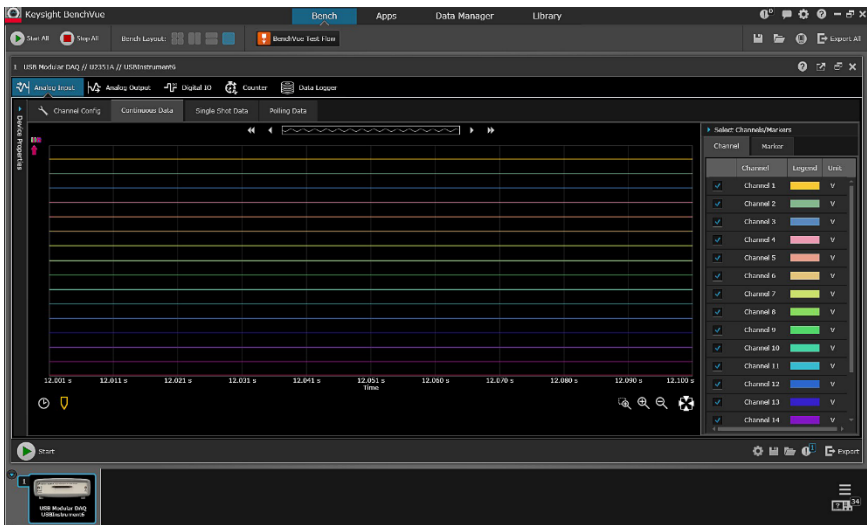 Keysight BenchVue
Bench Apps Data Manager Library
Start All Stop All Bench Layout: BenchVue Test Flow Export All
1 USB Modular DAQ // U2351A // USBInstrument6
Analog Input Analog Output Digital IO Counter Data Logger
Channel Config Continuous Data Single Shot Data Polling Data
Device Properties
Select Channels/Markers
Channel Marker
Channel Legend Unit
Channel 1 V
Channel 2 V
Channel 3 V
Channel 4 V
Channel 5 V
Channel 6 V
Channel 7 V
Channel 8 V
Channel 9 V
Channel 10 V
Channel 11 V
Channel 12 V
Channel 13 V
Channel 14 V
12.001 s 12.011 s 12.021 s 12.031 s 12.041 s 12.051 s 12.060 s 12.070 s 12.080 s 12.090 s 12.100 s
Time
Start Export
1
USB Modular DAQ
USBInstrument6
34